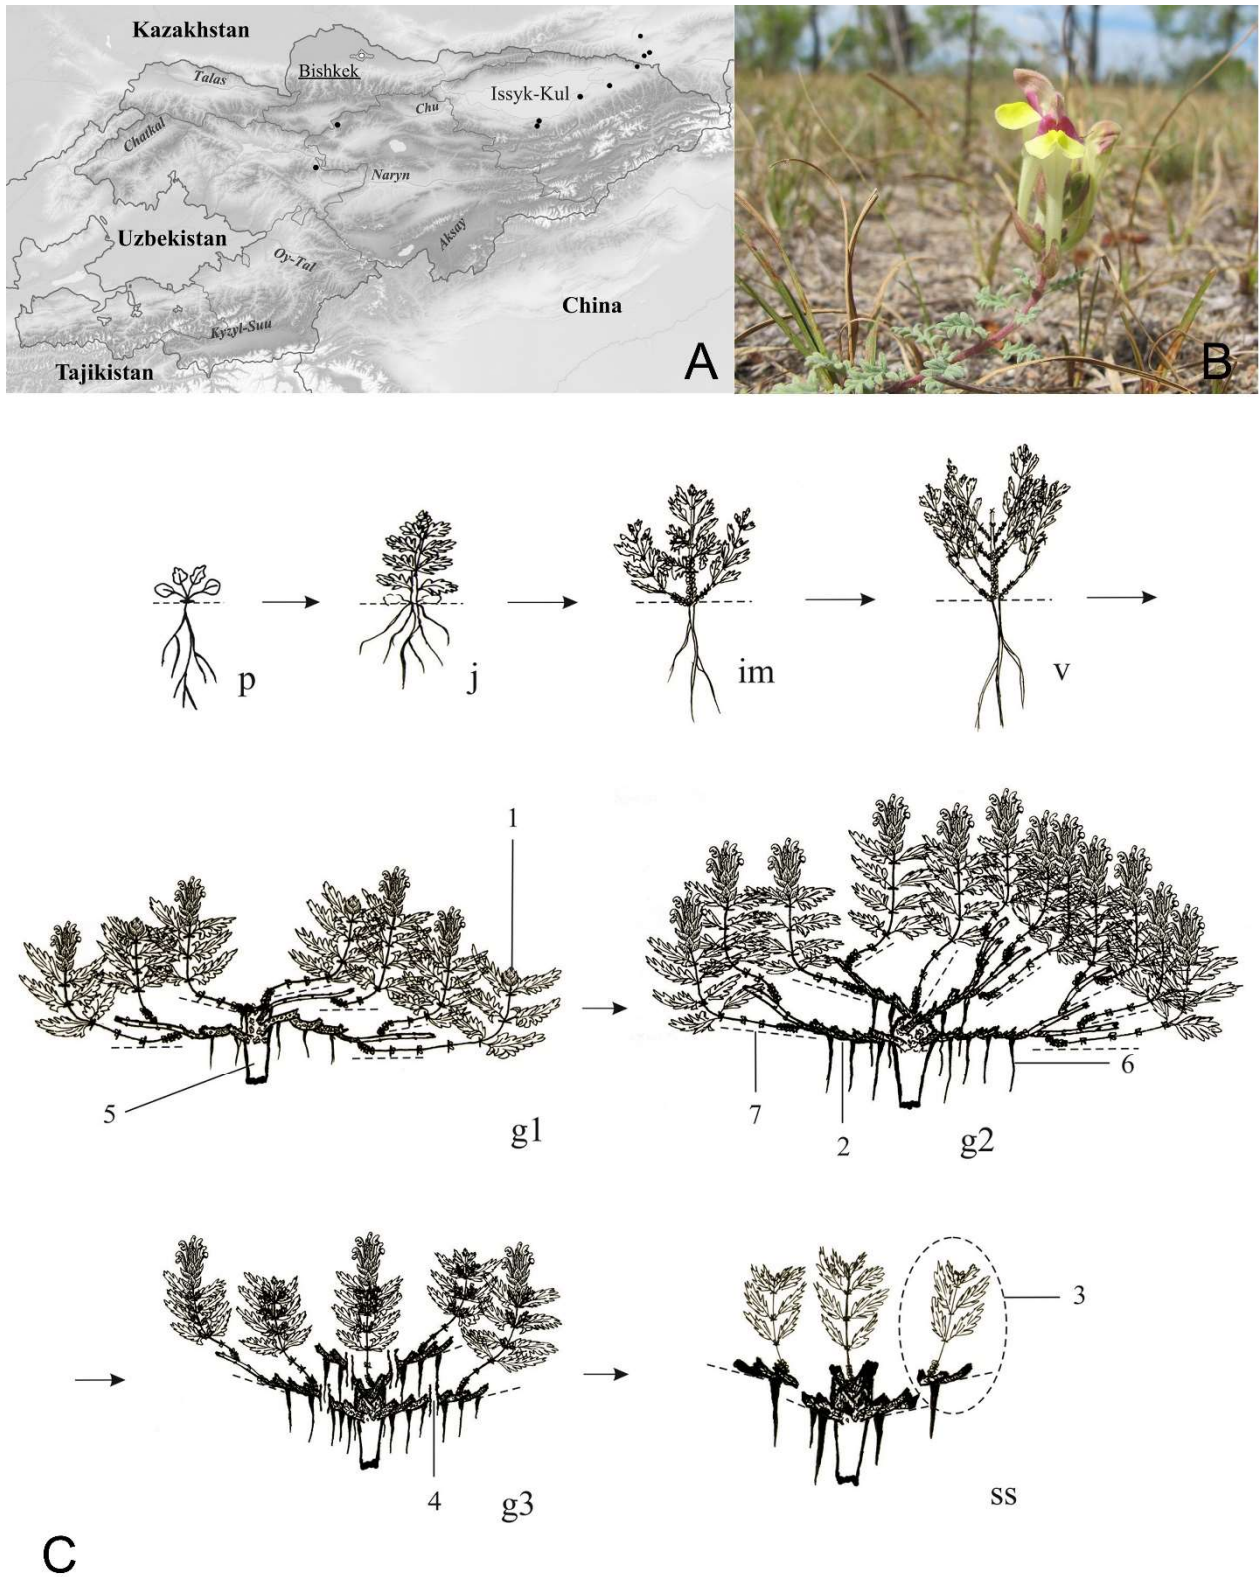 Kazakhstan
Bishkek
Talas
Issyk-Kul
Chu
Chatkal
Naryn
Uzbekistan
Aksay
Oy-Tal
China
Kyzyl-Suu
Tajikistan
A
B
p
j
im
v
1
5
g1
7
2
6
g2
4
g3
3
ss
C